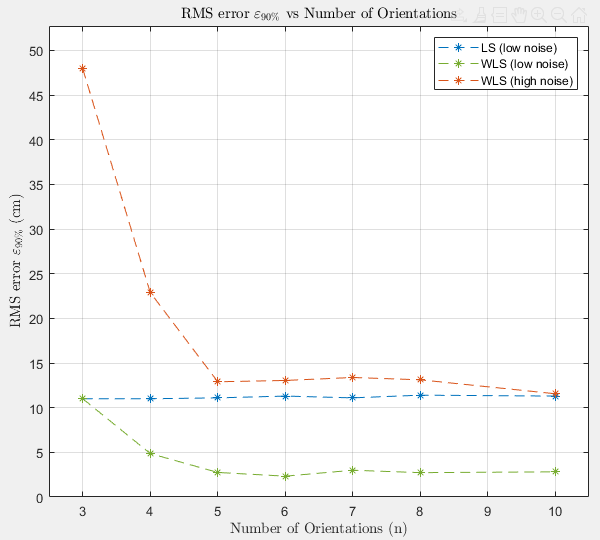 RMS error ε90% vs Number of Orientations
LS (low noise)
WLS (low noise)
WLS (high noise)
RMS error ε90% (cm)
50
45
40
35
30
25
20
15
10
5
0
3 4 5 6 7 8 9 10
Number of Orientations (n)